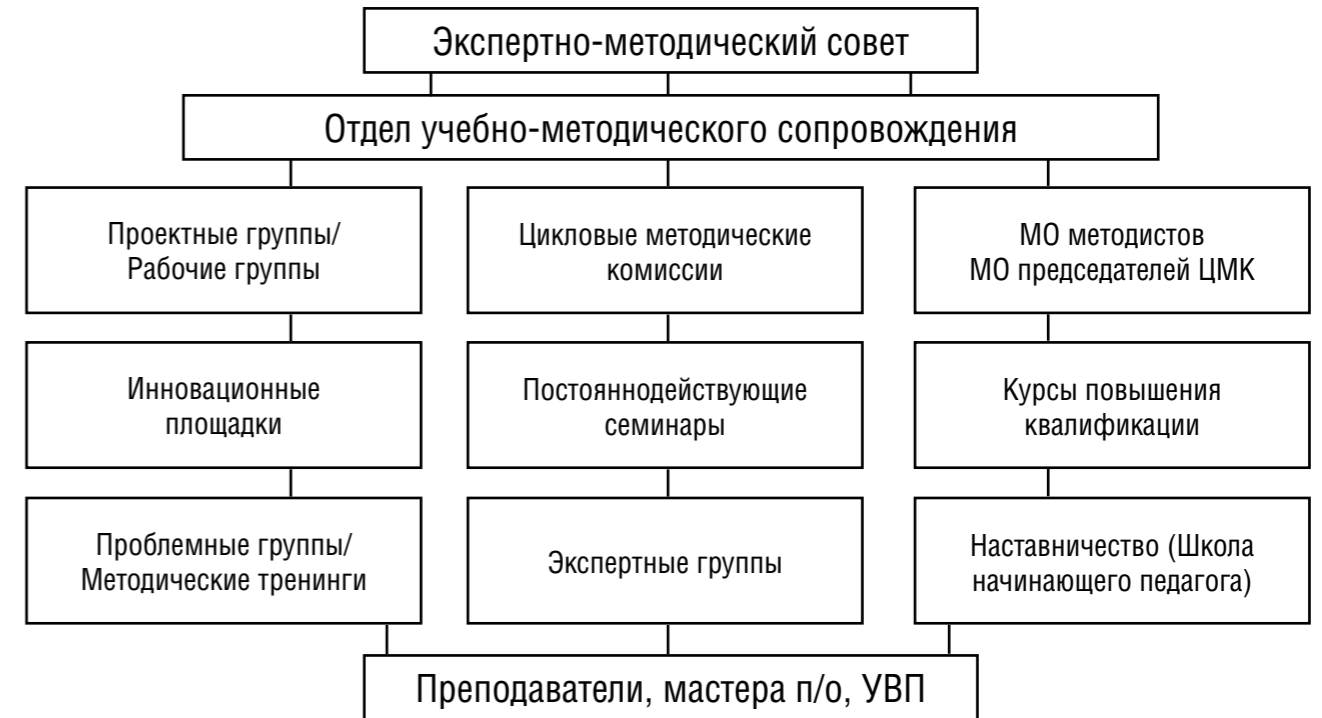 Экспертно-методический совет
Отдел учебно-методического сопровождения
Проектные группы/
Рабочие группы
Цикловые методические
комиссии
МО методистов
МО председателей ЦМК
Инновационные
площадки
Постояннодействующие
семинары
Курсы повышения
квалификации
Проблемные группы/
Методические тренинги
Экспертные группы
Наставничество (Школа
начинающего педагога)
Преподаватели, мастера п/о, УВП